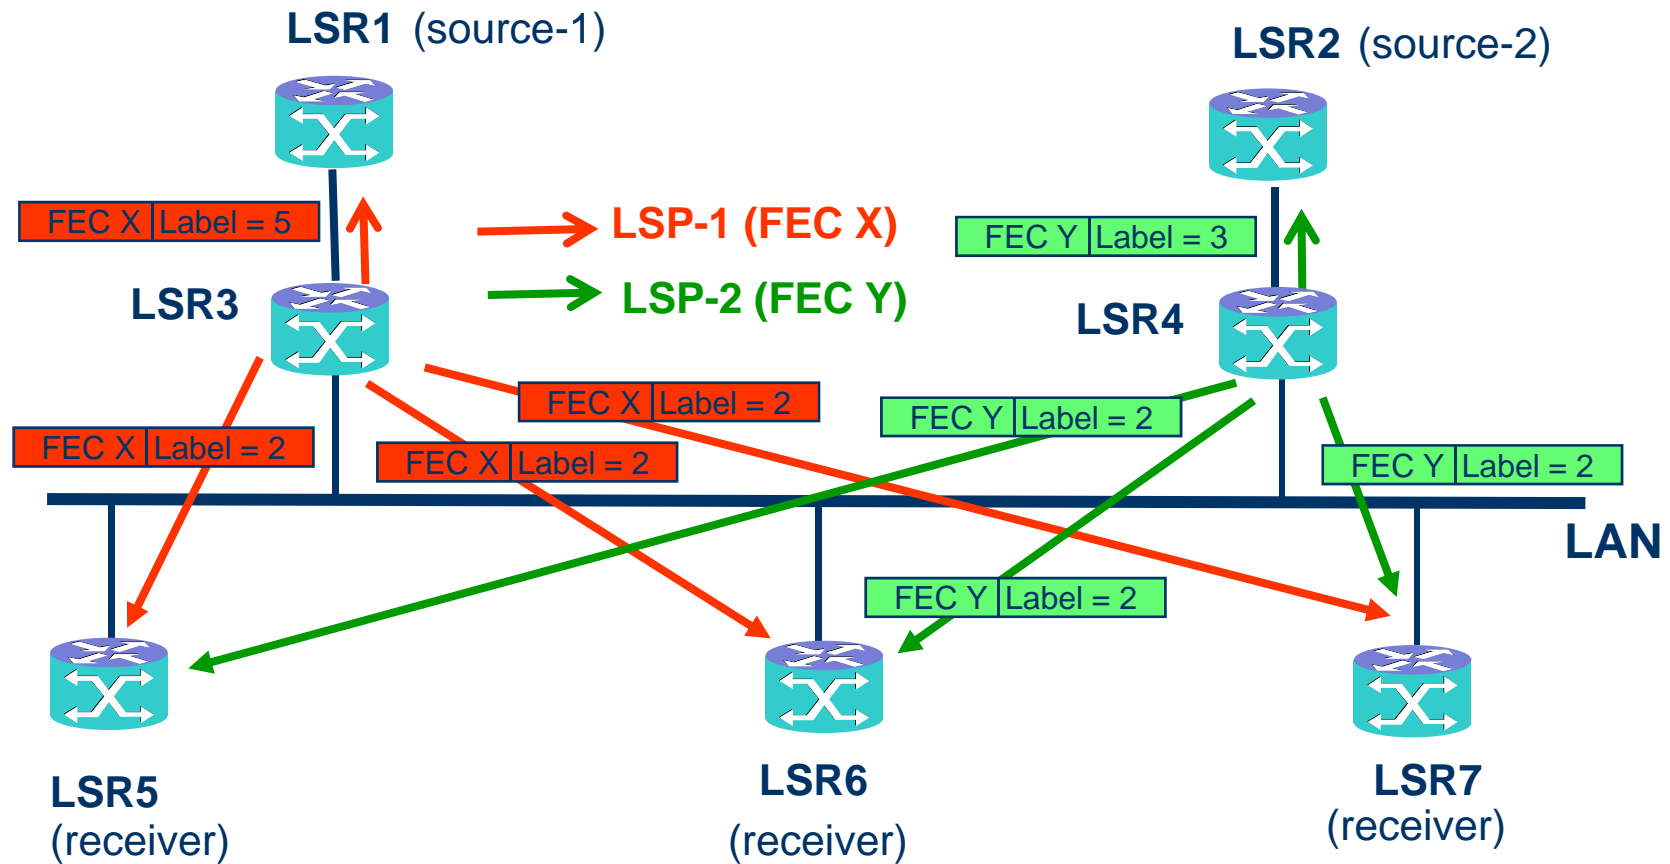 LSR1 (source-1)
LSR2 (source-2)
FEC X Label = 5
LSP-1 (FEC X)
FEC Y Label = 3
LSR3
LSP-2 (FEC Y)
LSR4
FEC X Label = 2
FEC Y Label = 2
FEC X Label = 2
FEC X Label = 2
FEC Y Label = 2
LAN
FEC Y Label = 2
LSR5
(receiver)
LSR6
(receiver)
LSR7
(receiver)